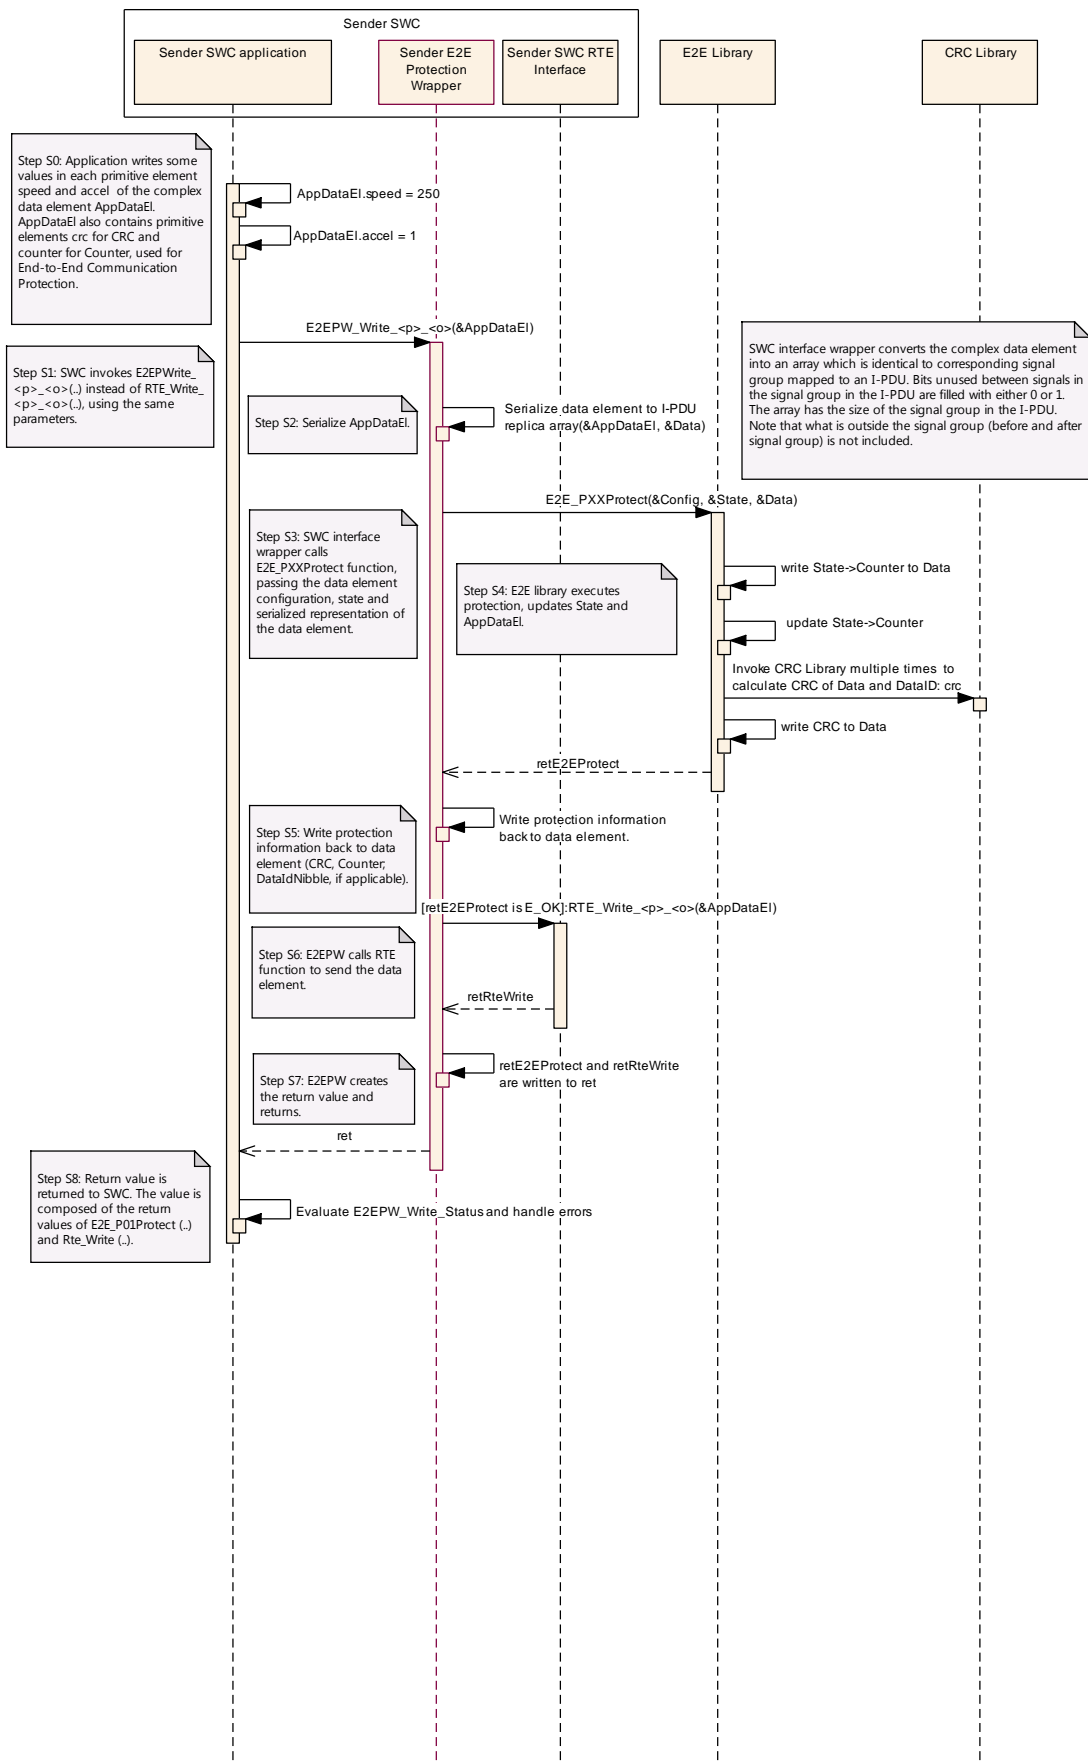 Sender SWC
Sender SWC application
Sender E2E
Protection
Wrapper
Sender SWC RTE
Interface
E2E Library
CRC Library
Step S0: Application writes some
values in each primitive element
speed and accel of the complex
data element AppDataEl.
AppDataEl also contains primitive
elements crc for CRC and
counter for Counter, used for
End-to-End Communication
Protection.
AppDataEl.speed = 250
AppDataEl.accel = 1
E2EPW_Write_<p>_<o>(&AppDataEl)
Step S1: SWC invokes E2EPWrite_
<p>_<o>(..) instead of RTE_Write_
<p>_<o>(..), using the same
parameters.
SWC interface wrapper converts the complex data element
into an array which is identical to corresponding signal
group mapped to an I-PDU. Bits unused between signals in
the signal group in the I-PDU are filled with either 0 or 1.
The array has the size of the signal group in the I-PDU.
Note that what is outside the signal group (before and after
signal group) is not included.
Step S2: Serialize AppDataEl.
Serialize data element to I-PDU
replica array(&AppDataEl, &Data)
E2E_PXXProtect(&Config, &State, &Data)
Step S3: SWC interface
wrapper calls
E2E_PXXProtect function,
passing the data element
configuration, state and
serialized representation of
the data element.
Step S4: E2E library executes
protection, updates State and
AppDataEl.
write State->Counter to Data
update State->Counter
Invoke CRC Library multiple times to
calculate CRC of Data and DataID: crc
write CRC to Data
retE2EProtect
Step S5: Write protection
information back to data
element (CRC, Counter;
DataIdNibble, if applicable).
Write protection information
back to data element.
[retE2EProtect is E_OK]:RTE_Write_<p>_<o>(&AppDataEl)
Step S6: E2EPW calls RTE
function to send the data
element.
retRteWrite
Step S7: E2EPW creates
the return value and
returns.
retE2EProtect and retRteWrite
are written to ret
ret
Step S8: Return value is
returned to SWC. The value is
composed of the return
values of E2E_P01Protect (..)
and Rte_Write (..).
Evaluate E2EPW_Write_Status and handle errors